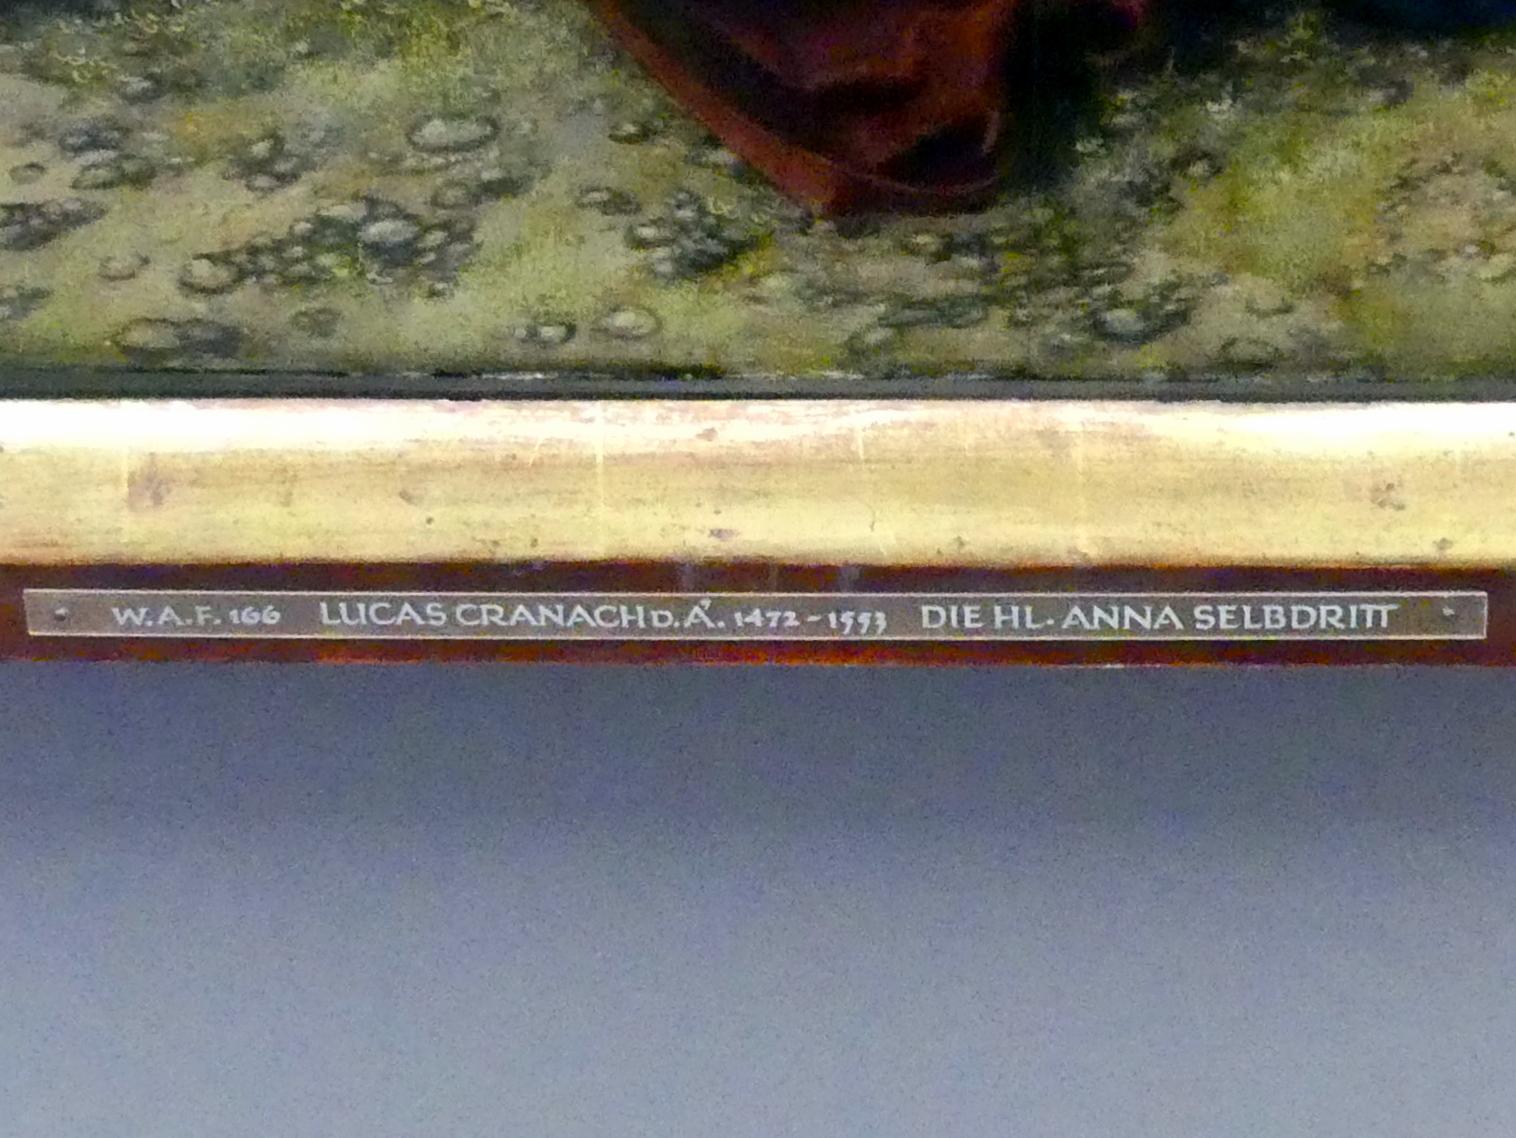 W.A.F. 166 LUCAS CRANACH D.Ä. 1472-1553 DIE HL. ANNA SELBDRITT